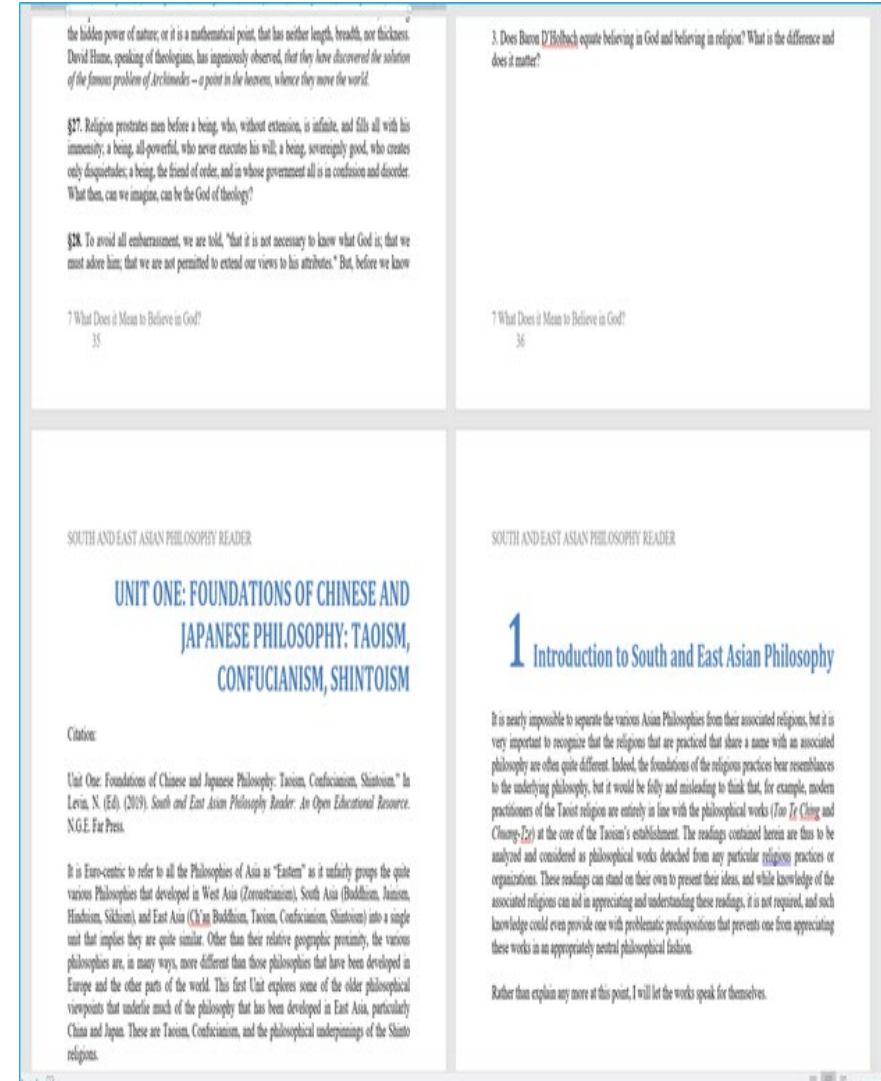 the hidden power of nature; or it is a mathematical point, that has neither length, breadth, nor thickness.
David Hume, speaking of theologians, has ingeniously observed, that they have discovered the solution
of the famous problem of Archimedes – a point in the heavens, whence they move the world.
§27. Religion prostrates men before a being, who, without extension, is infinite, and fills all with his
immensity; a being, all-powerful, who never executes his will; a being, sovereignly good, who creates
only disquietudes; a being, the friend of order, and in whose government all is in confusion and disorder.
What then, can we imagine, can be the God of theology?
§28. To avoid all embarrassment, we are told, "that it is not necessary to know what God is; that we
must adore him; that we are not permitted to extend our views to his attributes." But, before we know
7 What Does it Mean to Believe in God?
35
3. Does Baron D'Holbach equate believing in God and believing in religion? What is the difference and
does it matter?
7 What Does it Mean to Believe in God?
36
SOUTH AND EAST ASIAN PHILOSOPHY READER
UNIT ONE: FOUNDATIONS OF CHINESE AND
JAPANESE PHILOSOPHY: TAOISM,
CONFUCIANISM, SHINTOISM
Citation:
Unit One: Foundations of Chinese and Japanese Philosophy: Taoism, Confucianism, Shintoism." In
Levin, N. (Ed). (2019). South and East Asian Philosophy Reader: An Open Educational Resource.
N.G.E. Far Press.
It is Euro-centric to refer to all the Philosophies of Asia as “Eastern” as it unfairly groups the quite
various Philosophies that developed in West Asia (Zoroastrianism), South Asia (Buddhism, Jainism,
Hinduism, Sikhism), and East Asia (Ch'an Buddhism, Taoism, Confucianism, Shintoism) into a single
unit that implies they are quite similar. Other than their relative geographic proximity, the various
philosophies are, in many ways, more different than those philosophies that have been developed in
Europe and the other parts of the world. This first Unit explores some of the older philosophical
viewpoints that underlie much of the philosophy that has been developed in East Asia, particularly
China and Japan. These are Taoism, Confucianism, and the philosophical underpinnings of the Shinto
religions.
SOUTH AND EAST ASIAN PHILOSOPHY READER
1 Introduction to South and East Asian Philosophy
It is nearly impossible to separate the various Asian Philosophies from their associated religions, but it is
very important to recognize that the religions that are practiced that share a name with an associated
philosophy are often quite different. Indeed, the foundations of the religious practices bear resemblances
to the underlying philosophy, but it would be folly and misleading to think that, for example, modern
practitioners of the Taoist religion are entirely in line with the philosophical works (Tao Te Ching and
Chuang-Tze) at the core of the Taoism's establishment. The readings contained herein are thus to be
analyzed and considered as philosophical works detached from any particular religious practices or
organizations. These readings can stand on their own to present their ideas, and while knowledge of the
associated religions can aid in appreciating and understanding these readings, it is not required, and such
knowledge could even provide one with problematic predispositions that prevents one from appreciating
these works in an appropriately neutral philosophical fashion.
Rather than explain any more at this point, I will let the works speak for themselves.